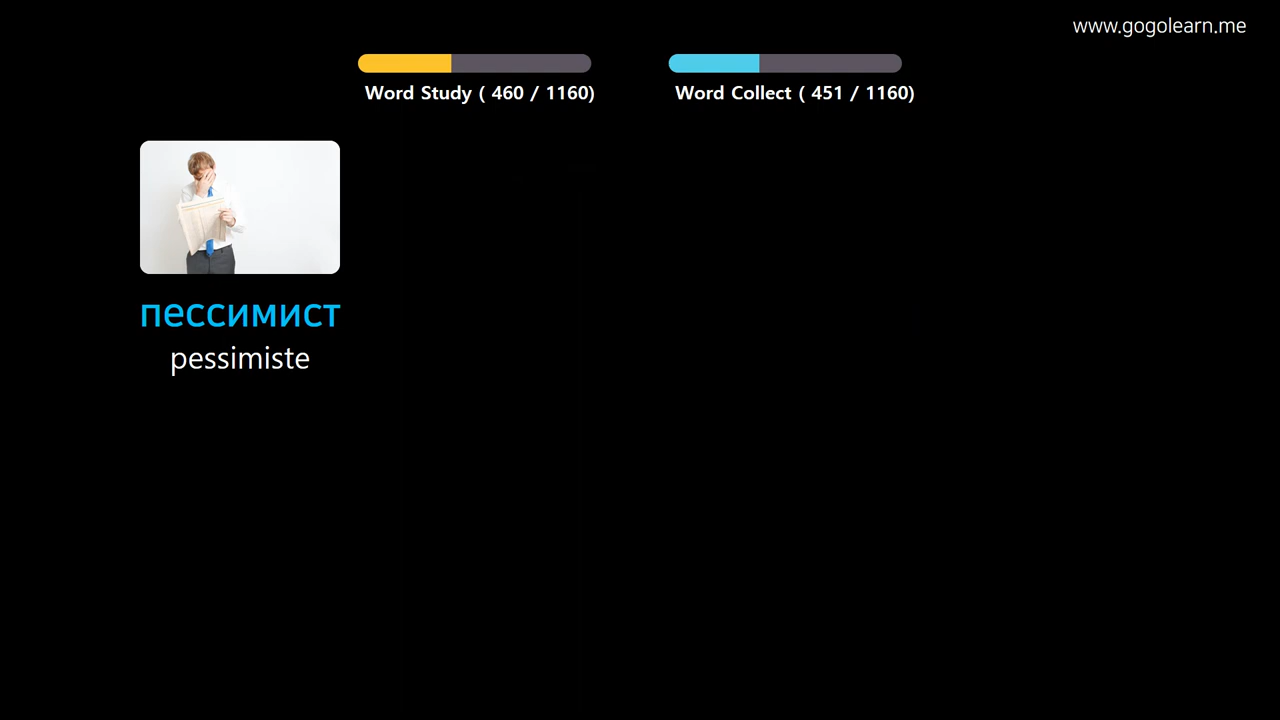 www.gogolearn.me
Word Study ( 460 / 1160)
Word Collect ( 451 / 1160)
пессимист
pessimiste